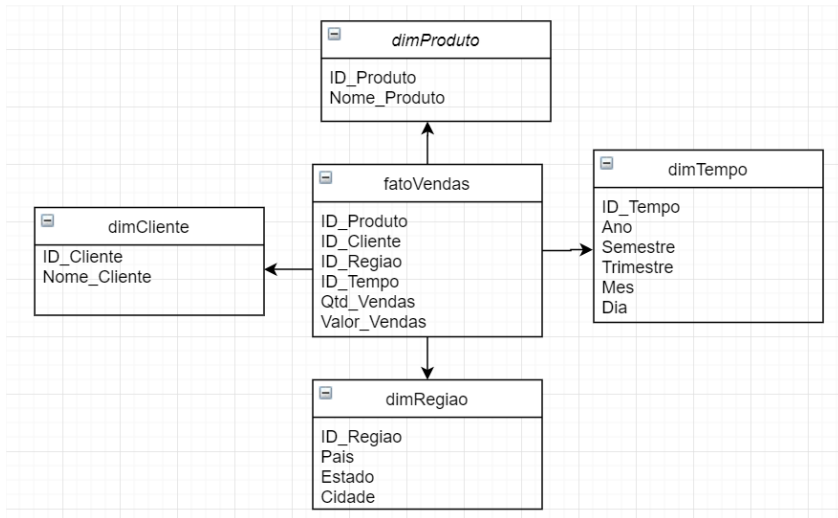 dimProduto
ID_Produto
Nome_Produto
fatoVendas
ID_Produto
ID_Cliente
ID_Regiao
ID_Tempo
Qtd_Vendas
Valor_Vendas
dimTempo
ID_Tempo
Ano
Semestre
Trimestre
Mes
Dia
dimCliente
ID_Cliente
Nome_Cliente
dimRegiao
ID_Regiao
Pais
Estado
Cidade